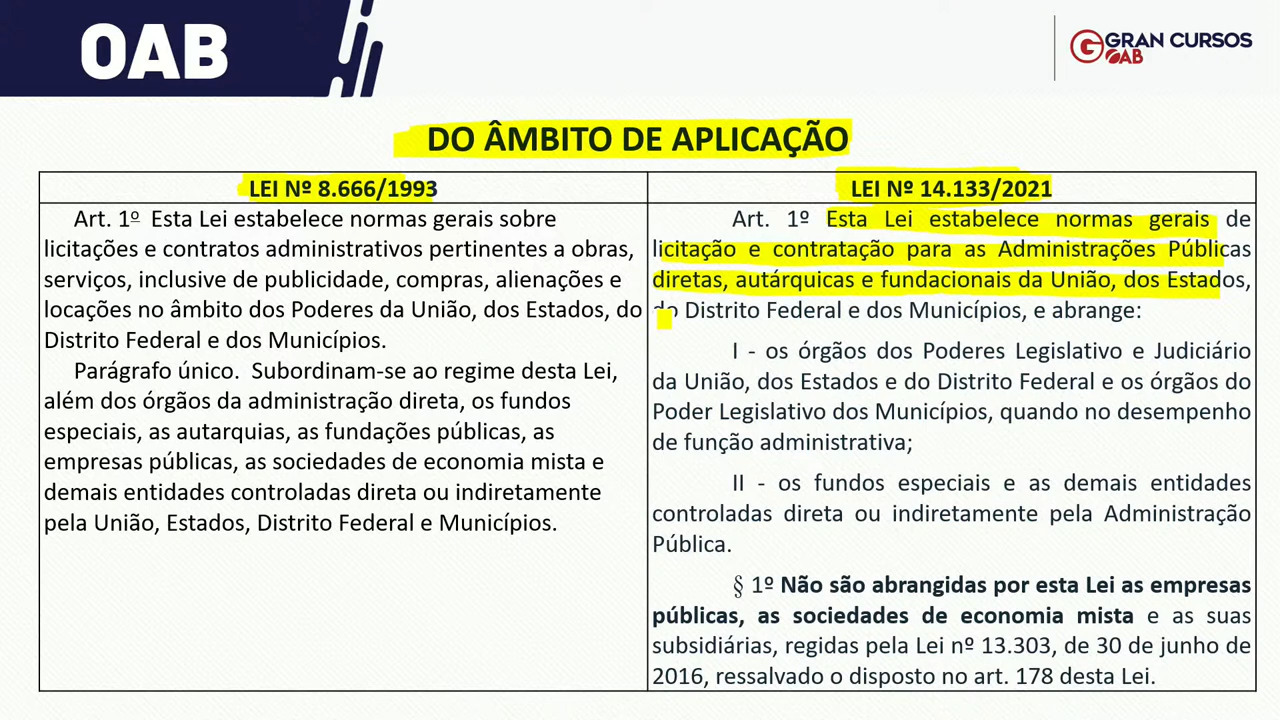 OAB
GRAN CURSOS
OAB
DO ÂMBITO DE APLICAÇÃO
LEI Nº 8.666/1993
Art. 1º Esta Lei estabelece normas gerais sobre
licitações e contratos administrativos pertinentes a obras,
serviços, inclusive de publicidade, compras, alienações e
locações no âmbito dos Poderes da União, dos Estados, do
Distrito Federal e dos Municípios.
Parágrafo único. Subordinam-se ao regime desta Lei,
além dos órgãos da administração direta, os fundos
especiais, as autarquias, as fundações públicas, as
empresas públicas, as sociedades de economia mista e
demais entidades controladas direta ou indiretamente
pela União, Estados, Distrito Federal e Municípios.
LEI Nº 14.133/2021
Art. 1º Esta Lei estabelece normas gerais de
licitação e contratação para as Administrações Públicas
diretas, autárquicas e fundacionais da União, dos Estados,
do Distrito Federal e dos Municípios, e abrange:
I - os órgãos dos Poderes Legislativo e Judiciário
da União, dos Estados e do Distrito Federal e os órgãos do
Poder Legislativo dos Municípios, quando no desempenho
de função administrativa;
II - os fundos especiais e as demais entidades
controladas direta ou indiretamente pela Administração
Pública.
§ 1º Não são abrangidas por esta Lei as empresas
públicas, as sociedades de economia mista e as suas
subsidiárias, regidas pela Lei nº 13.303, de 30 de junho de
2016, ressalvado o disposto no art. 178 desta Lei.